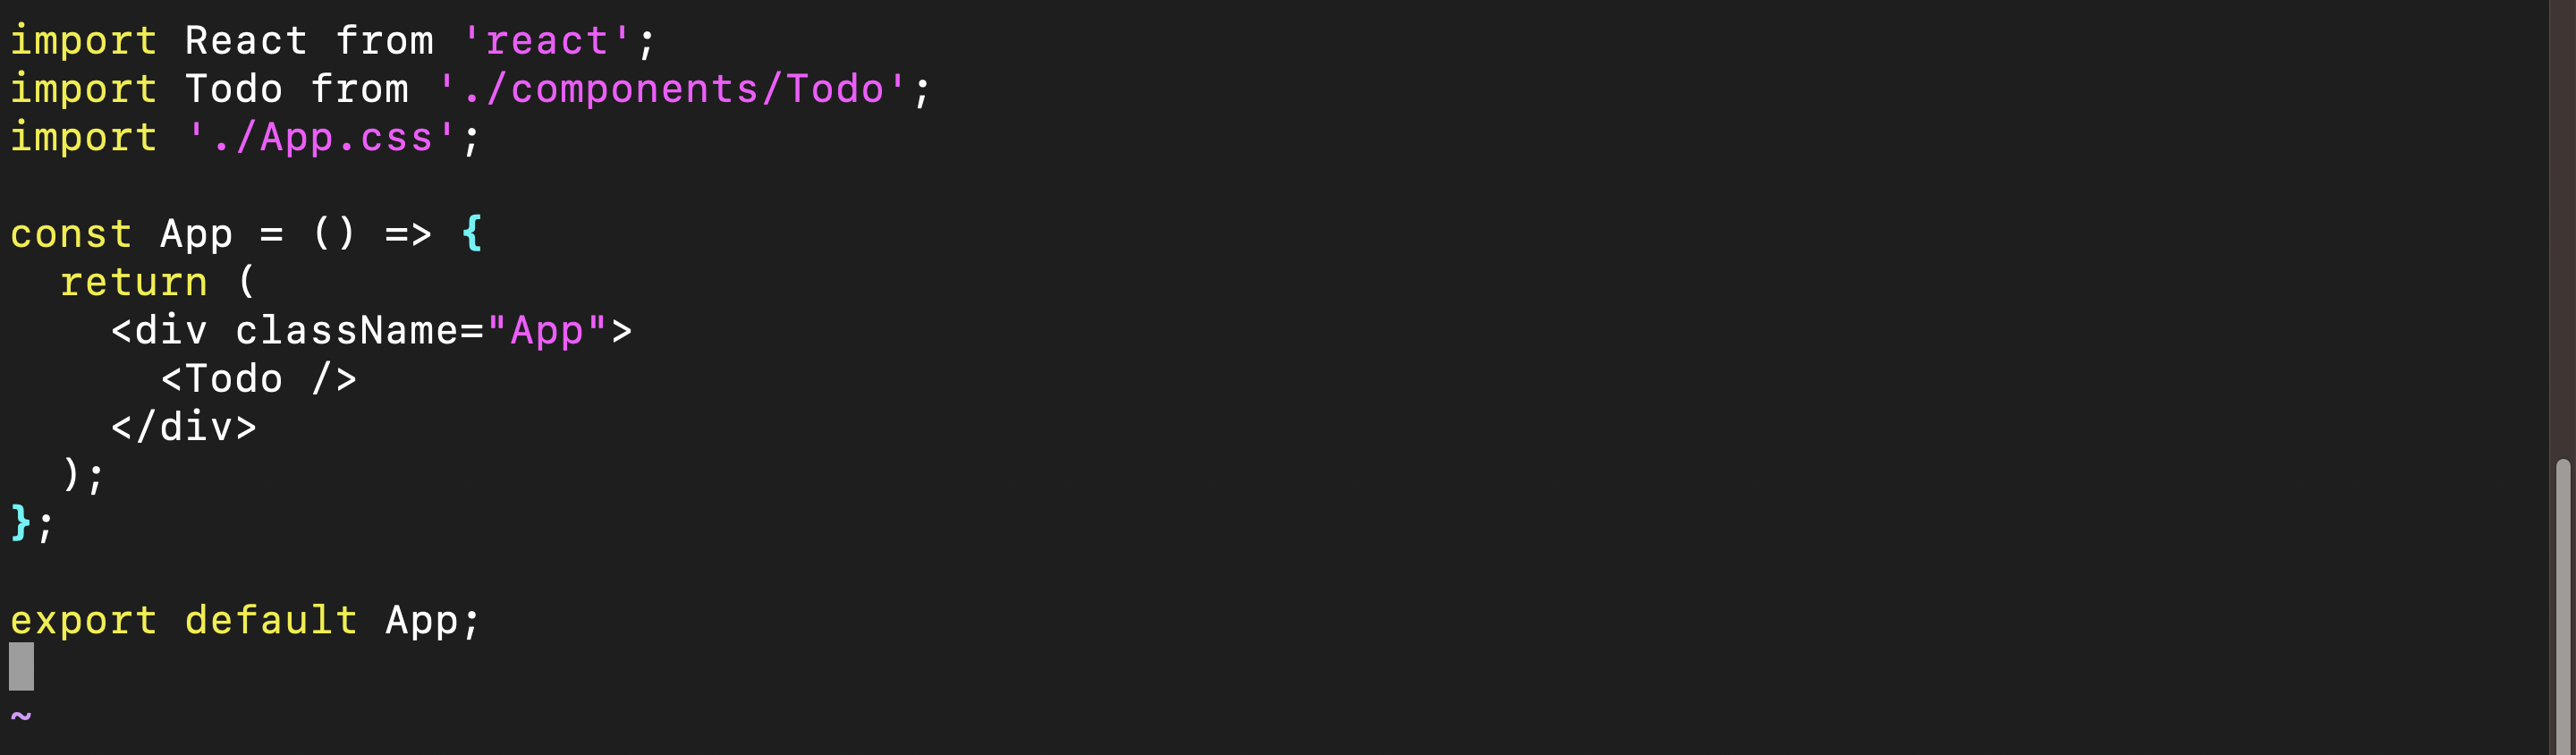 import React from 'react';
import Todo from './components/Todo';
import './App.css';

const App = () => {
  return (
    <div className="App">
      <Todo />
    </div>
  );
};

export default App;

~